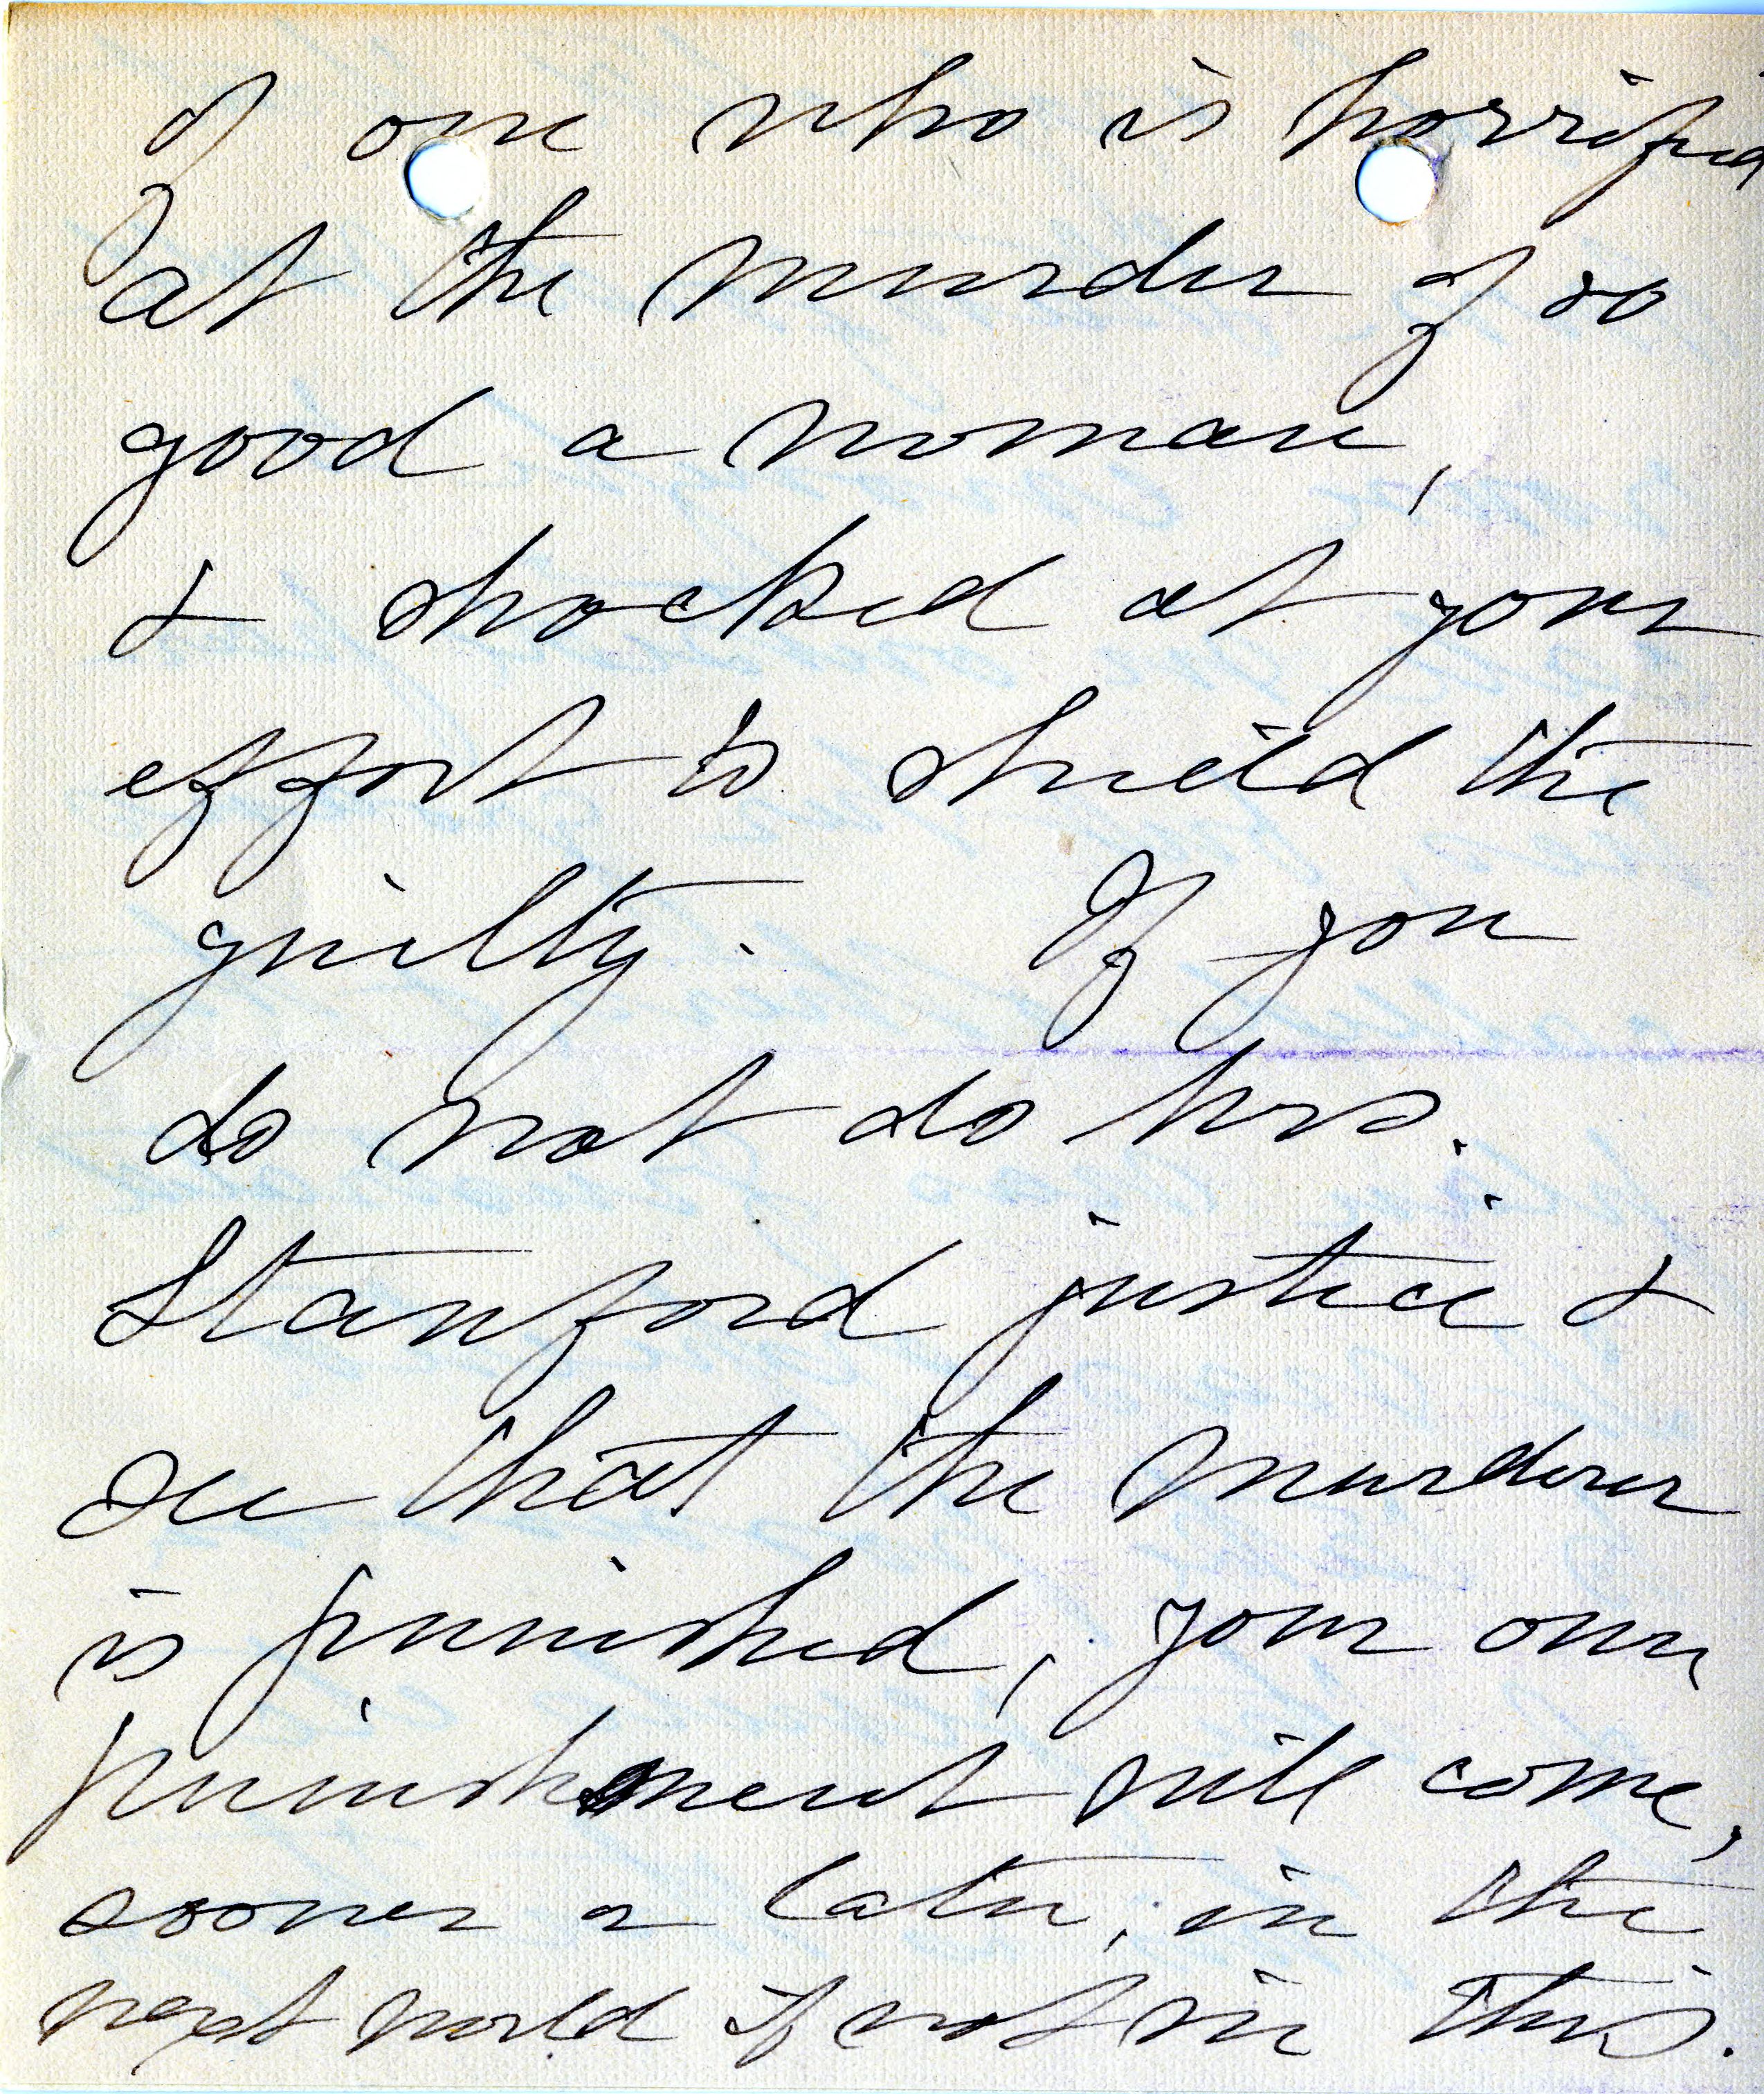 of one who is horrified
at the murder of so
good a woman,
& shocked at your
effort to shield the
guilty. If you
do not do Mrs.
Stanford justice &
see that the murderer
is punished, your own
punishment will come,
sooner or later, in the
next world if not in this.